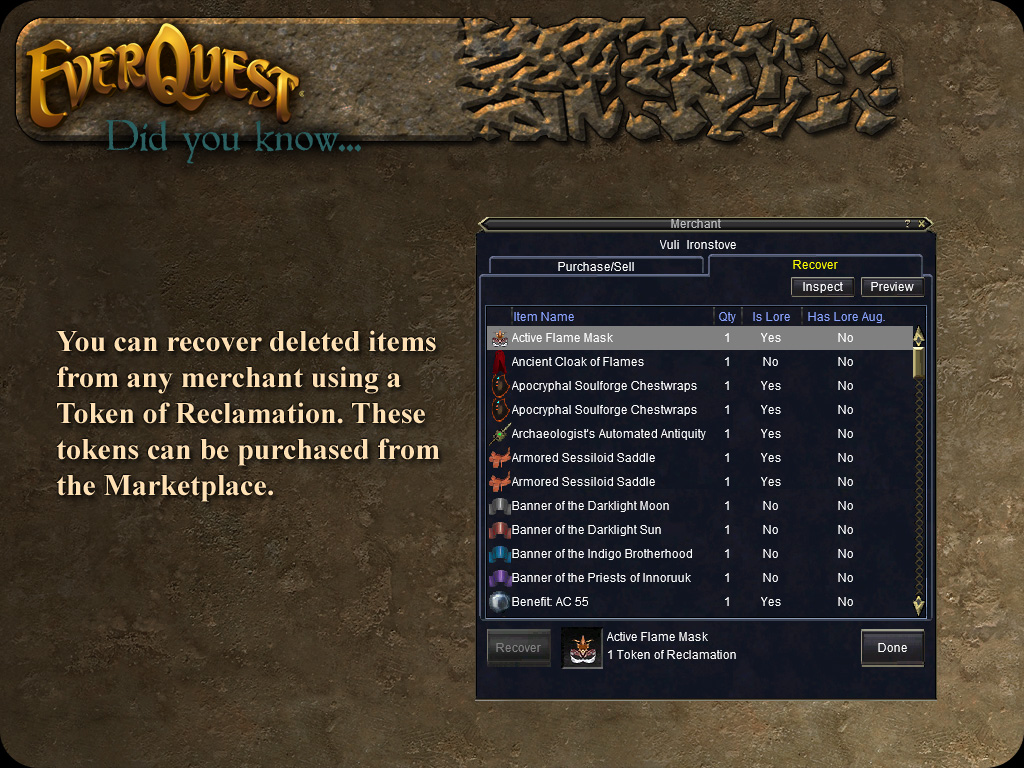 EverQuest
Did you know...
You can recover deleted items
from any merchant using a
Token of Reclamation. These
tokens can be purchased from
the Marketplace.
Merchant ? ×
Vuli Ironstove
Purchase/Sell Recover
Inspect Preview
Item Name Qty Is Lore Has Lore Aug.
Active Flame Mask 1 Yes No
Ancient Cloak of Flames 1 No No
Apocryphal Soulforge Chestwraps 1 Yes No
Apocryphal Soulforge Chestwraps 1 Yes No
Archaeologist's Automated Antiquity 1 Yes No
Armored Sessiloid Saddle 1 Yes No
Armored Sessiloid Saddle 1 Yes No
Banner of the Darklight Moon 1 No No
Banner of the Darklight Sun 1 No No
Banner of the Indigo Brotherhood 1 No No
Banner of the Priests of Innoruuk 1 No No
Benefit: AC 55 1 Yes No
Recover
Active Flame Mask
1 Token of Reclamation
Done